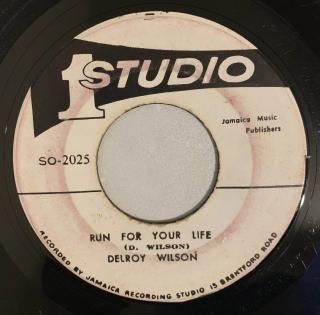 1 STUDIO
Jamaica Music
Publishers
SO-2025
RUN FOR YOUR LIFE
(D. WILSON)
DELROY WILSON
RECORDED BY JAMAICA RECORDING STUDIO 13 BRENTFORD ROAD